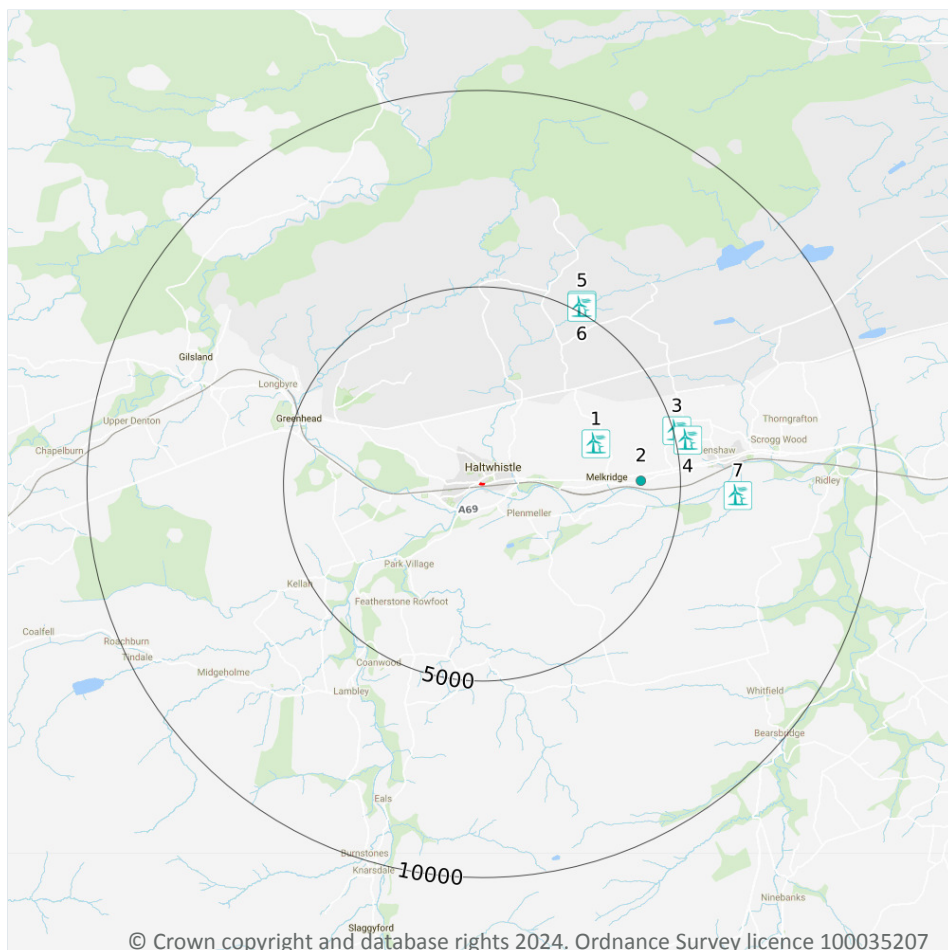 5
6
Gilsland
Longbyre
Greenhead
Upper Denton
Chapelburn
3
1
Thorngrafton
Scrogg Wood
enshaw
2
4
7
Haltwhistle
Melkridge
Ridley
A69
Plenmeller
Park Village
Kellah
Featherstone Rowfoot
Coalfell
Roachburn
Tindale
Midgeholme
Coanwood
5000
Lambley
Whitfield
Bearsbridge
Eals
Burnstones
Knarsdale
10000
Ninebanks
Slaggyford
© Crown copyright and database rights 2024. Ordnance Survey licence 100035207